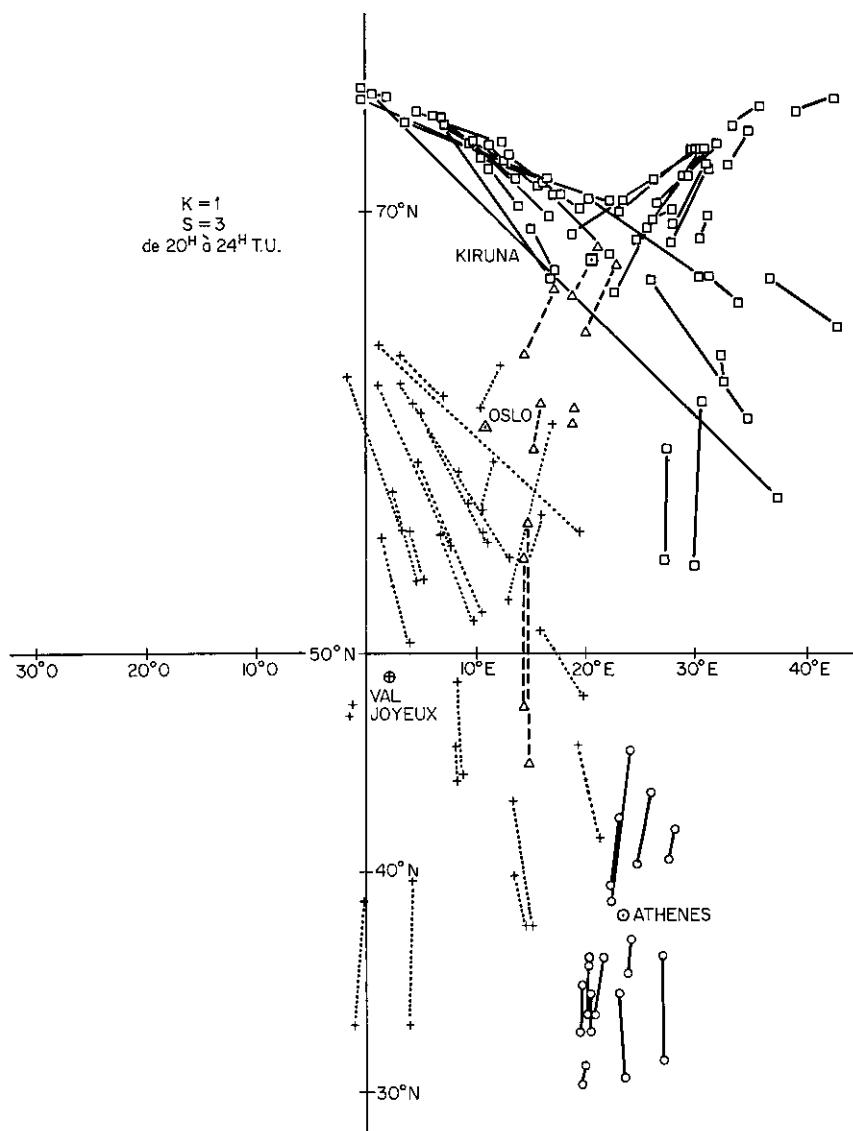 K = 1
S = 3
de 20H à 24H T.U.
70°N
KIRUNA
OSLO
30°O 20°O 10°O 50°N 10°E 20°E 30°E 40°E
VAL
JOYEUX
40°N
ATHENES
30°N